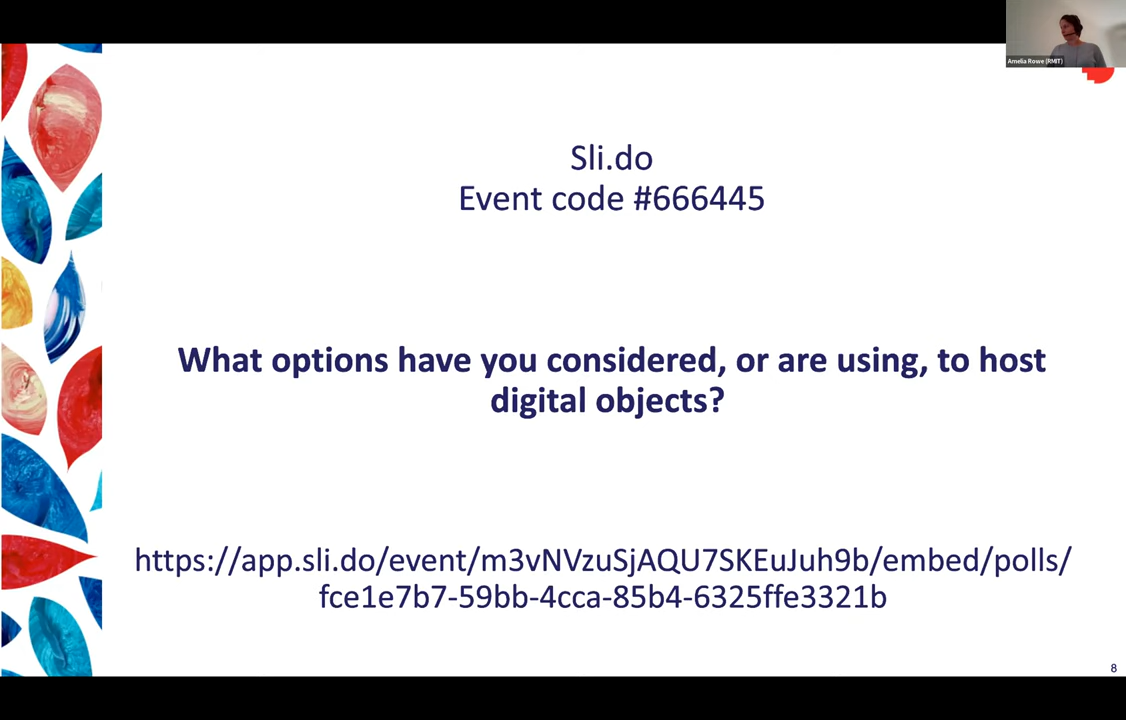 Amelia Rowe (RMIT)
Sli.do
Event code #666445
What options have you considered, or are using, to host
digital objects?
https://app.sli.do/event/m3vNVzuSjAQU7SKEuJuh9b/embed/polls/
fce1e7b7-59bb-4cca-85b4-6325ffe3321b
8